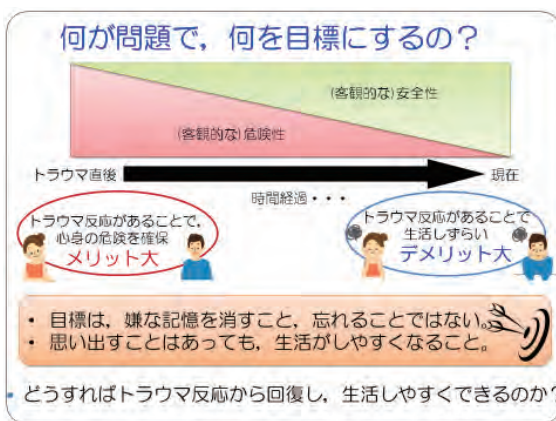 何が問題で，何を目標にするの？
(客観的な)安全性
(客観的な)危険性
トラウマ直後
現在
時間経過・・・
トラウマ反応があることで，
心身の危険を確保
メリット大
トラウマ反応があることで
生活しずらい
デメリット大
• 目標は，嫌な記憶を消すこと，忘れることではない。
• 思い出すことはあっても，生活がしやすくなること。
• どうすればトラウマ反応から回復し，生活しやすくできるのか？